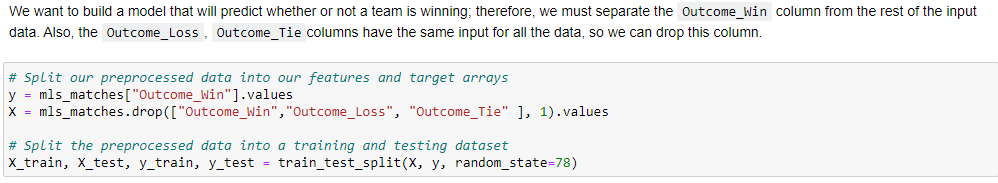 We want to build a model that will predict whether or not a team is winning; therefore, we must separate the Outcome_Win column from the rest of the input
data. Also, the Outcome_Loss , Outcome_Tie columns have the same input for all the data, so we can drop this column.
# Split our preprocessed data into our features and target arrays
y = mls_matches["Outcome_Win"].values
X = mls_matches.drop(["Outcome_Win","Outcome_Loss", "Outcome_Tie" ], 1).values
# Split the preprocessed data into a training and testing dataset
X_train, X_test, y_train, y_test = train_test_split(X, y, random_state=78)